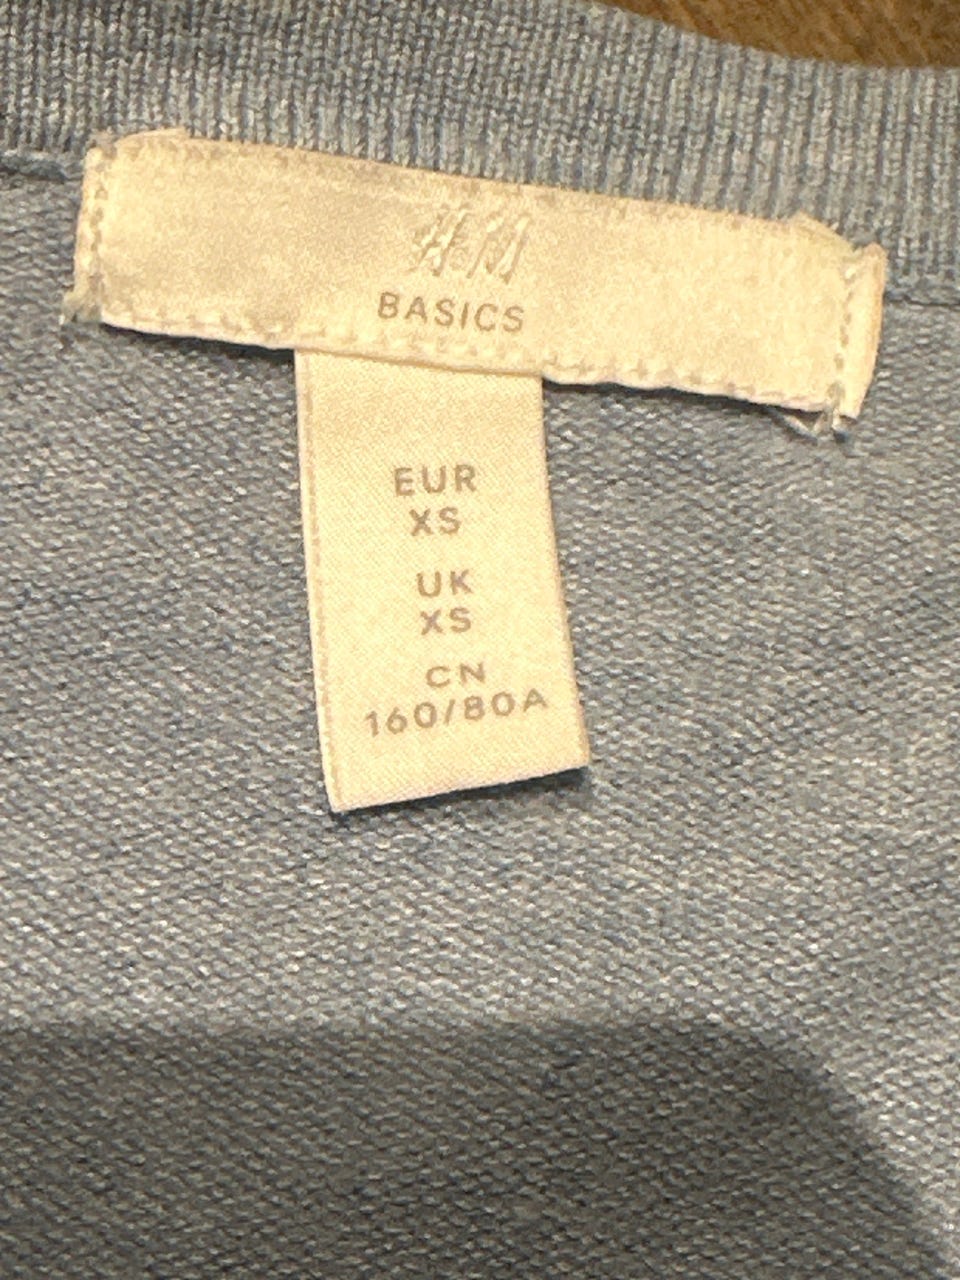 H&M
BASICS
EUR
XS
UK
XS
CN
160/80A